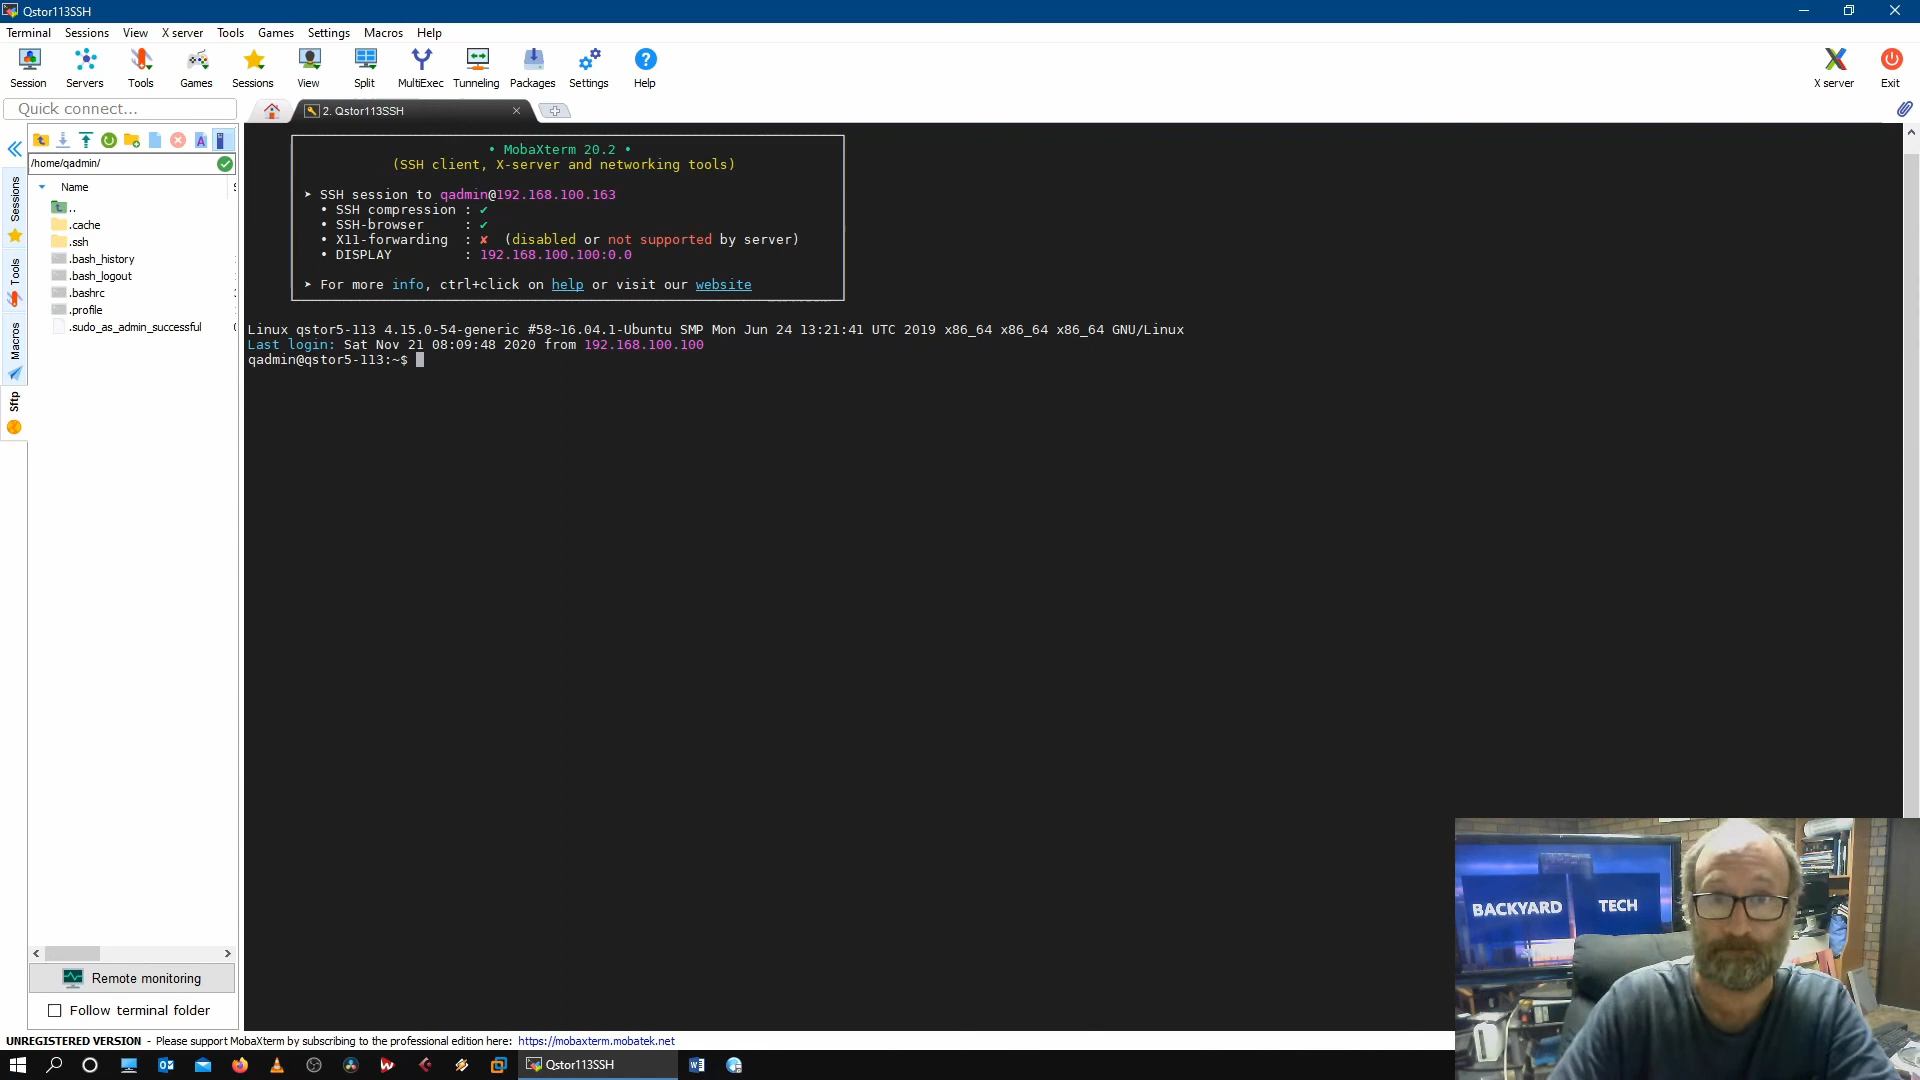 Qstor113SSH
Terminal Sessions View X server Tools Games Settings Macros Help
Session Servers Tools Games Sessions View Split MultiExec Tunneling Packages Settings Help X server Exit
Quick connect...
2. Qstor113SSH
/home/qadmin/
Name
..
.cache
.ssh
.bash_history
.bash_logout
.bashrc
.profile
.sudo_as_admin_successful
Sessions
Tools
Macros
Sftp
• MobaXterm 20.2 •
(SSH client, X-server and networking tools)
➤ SSH session to qadmin@192.168.100.163
• SSH compression : ✔
• SSH-browser : ✔
• X11-forwarding : ✘ (disabled or not supported by server)
• DISPLAY : 192.168.100.100:0.0
➤ For more info, ctrl+click on help or visit our website
Linux qstor5-113 4.15.0-54-generic #58~16.04.1-Ubuntu SMP Mon Jun 24 13:21:41 UTC 2019 x86_64 x86_64 x86_64 GNU/Linux
Last login: Sat Nov 21 08:09:48 2020 from 192.168.100.100
qadmin@qstor5-113:~$
Remote monitoring
Follow terminal folder
BACKYARD TECH
UNREGISTERED VERSION - Please support MobaXterm by subscribing to the professional edition here: https://mobaxterm.mobatek.net
Qstor113SSH